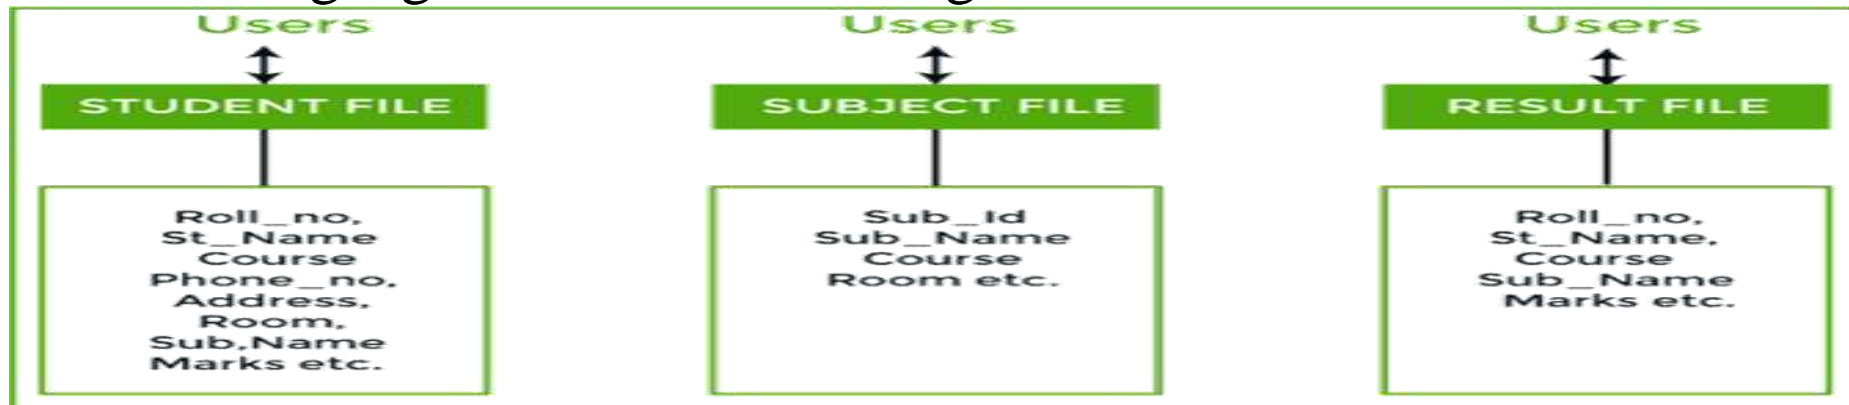 Users
STUDENT FILE
Roll_no,
St_Name
Course
Phone_no,
Address,
Room,
Sub,Name
Marks etc.
Users
SUBJECT FILE
Sub_Id
Sub_Name
Course
Room etc.
Users
RESULT FILE
Roll_no,
St_Name,
Course
Sub_Name
Marks etc.